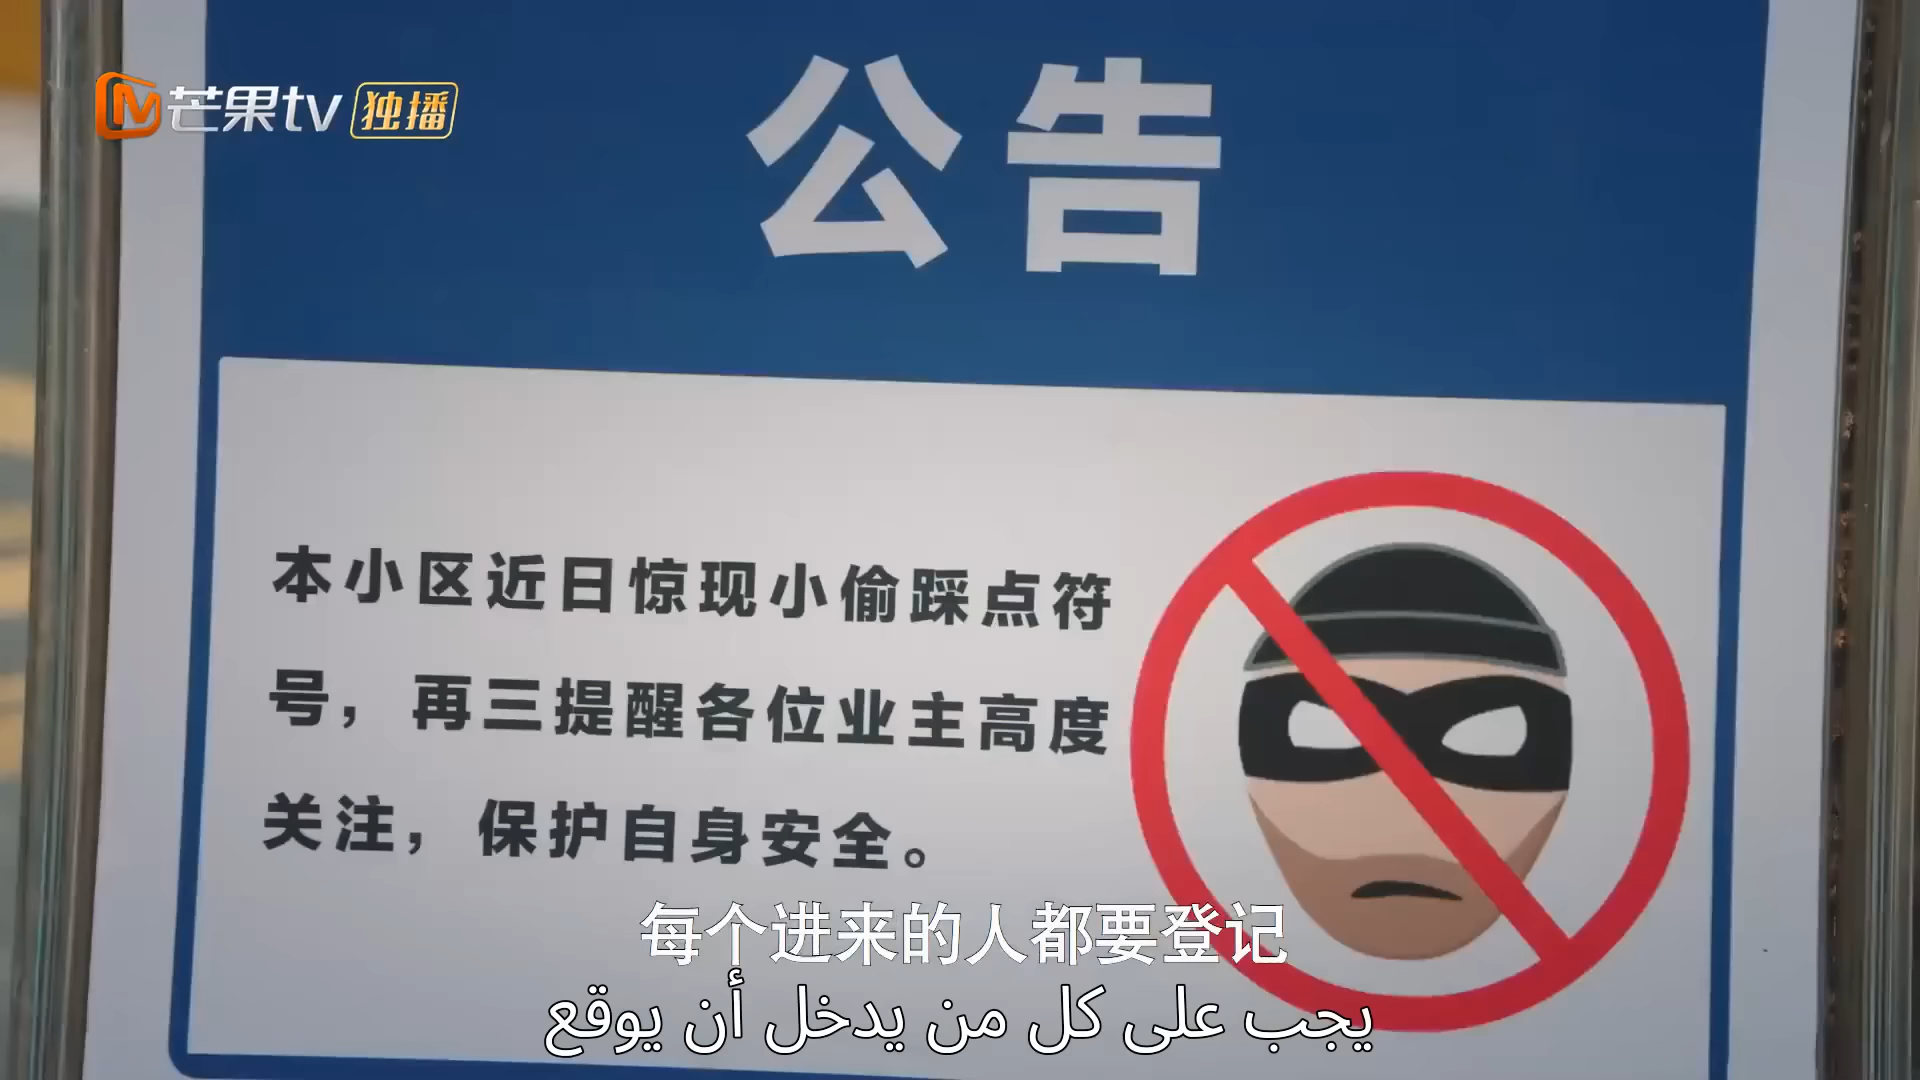 芒果tv 独播
公告
本小区近日惊现小偷踩点符
号，再三提醒各位业主高度
关注，保护自身安全。
每个进来的人都要登记
يجب على كل من يدخل أن يوقع